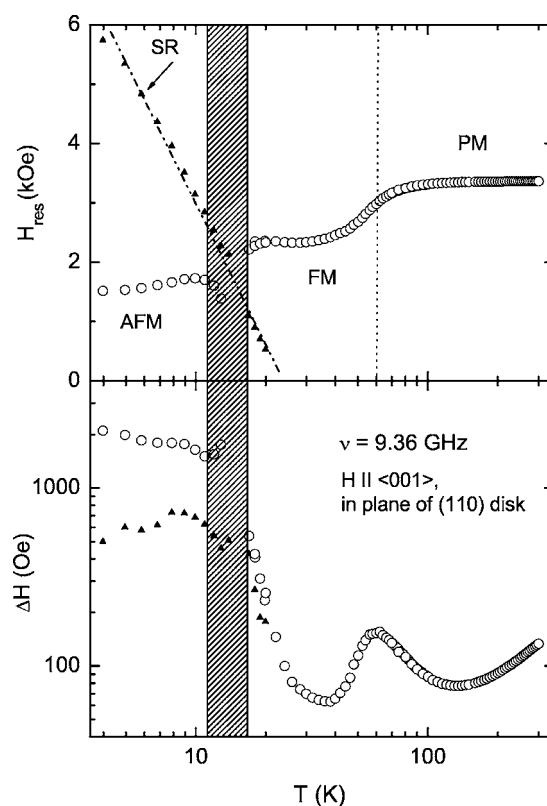 6
4
2
0
H_res (kOe)
SR
PM
FM
AFM
1000
100
ΔH (Oe)
ν = 9.36 GHz
H II <001>,
in plane of (110) disk
10
100
T (K)